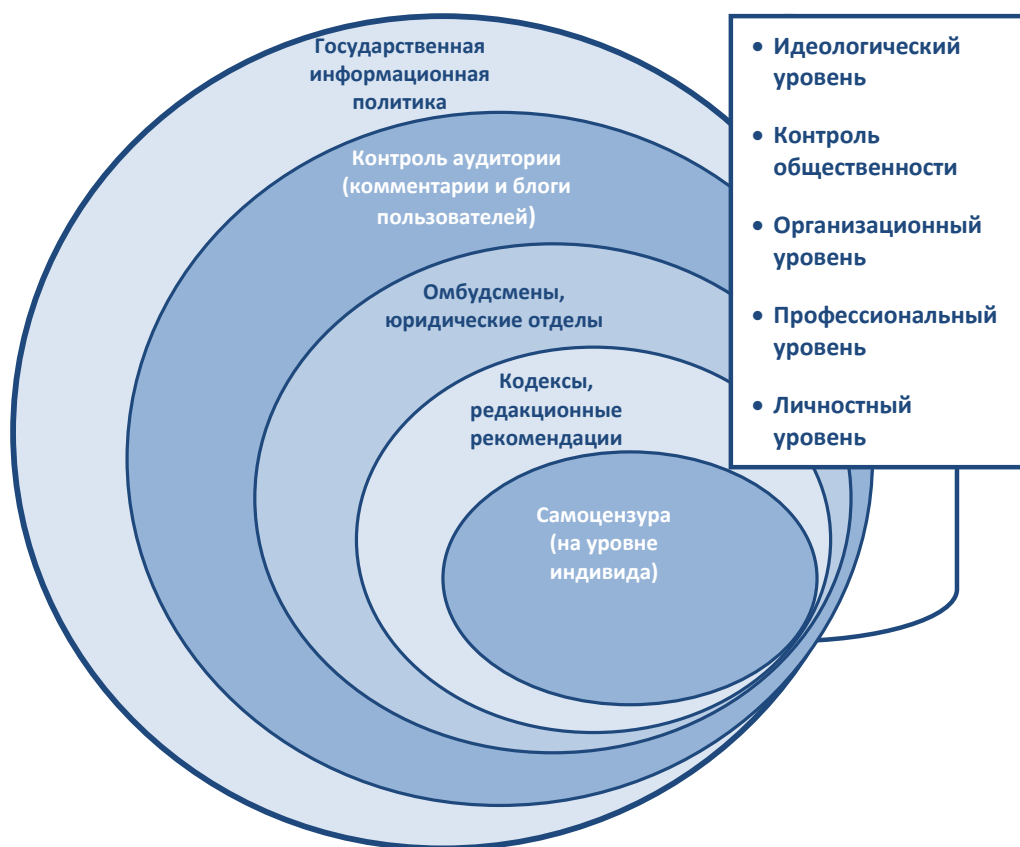 Государственная
информационная
политика
Контроль аудитории
(комментарии и блоги
пользователей)
Омбудсмены,
юридические отделы
Кодексы,
редакционные
рекомендации
Самоцензура
(на уровне
индивида)
• Идеологический
уровень
• Контроль
общественности
• Организационный
уровень
• Профессиональный
уровень
• Личностный
уровень